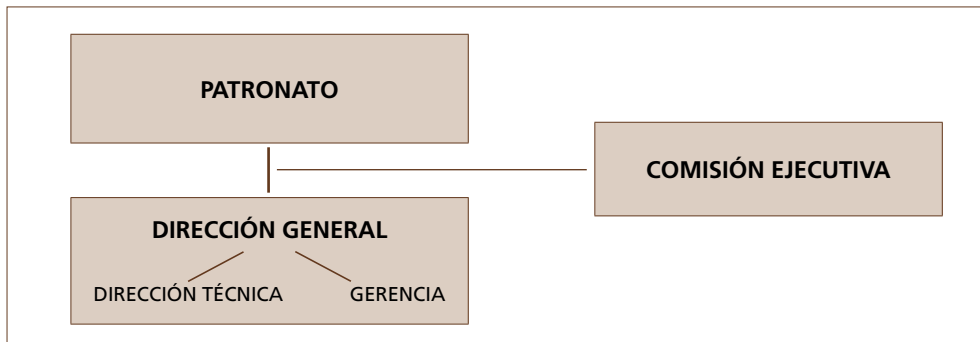 PATRONATO
COMISIÓN EJECUTIVA
DIRECCIÓN GENERAL
DIRECCIÓN TÉCNICA
GERENCIA